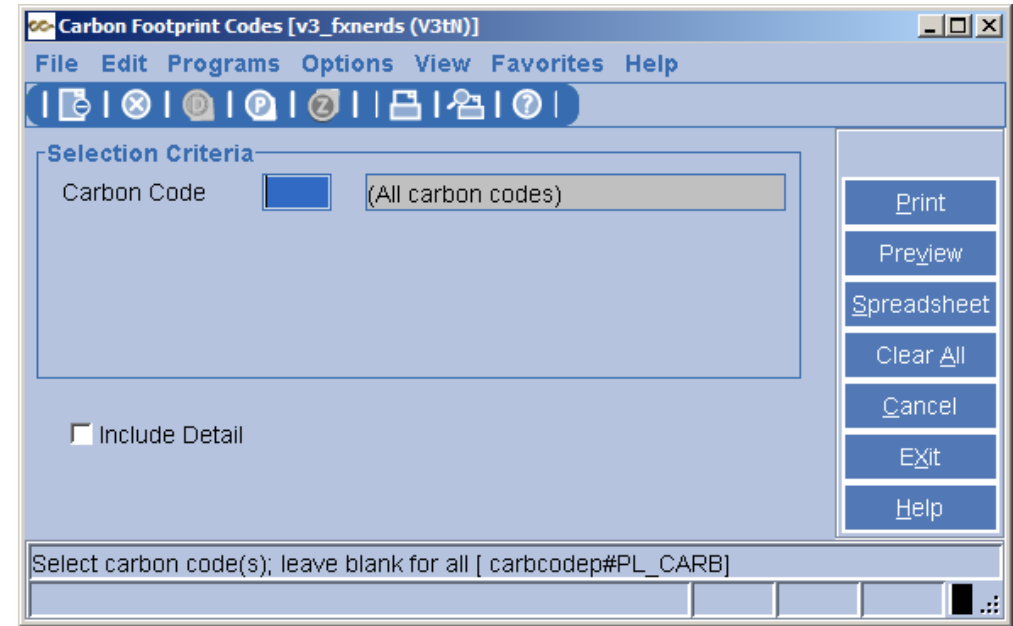 Carbon Footprint Codes [v3_fxnerds (V3tN)]
File Edit Programs Options View Favorites Help
D P Z ?
Selection Criteria
Carbon Code (All carbon codes)
Print
Preview
Spreadsheet
Clear All
Cancel
Include Detail
EXit
Help
Select carbon code(s); leave blank for all [ carbcodep#PL_CARB]